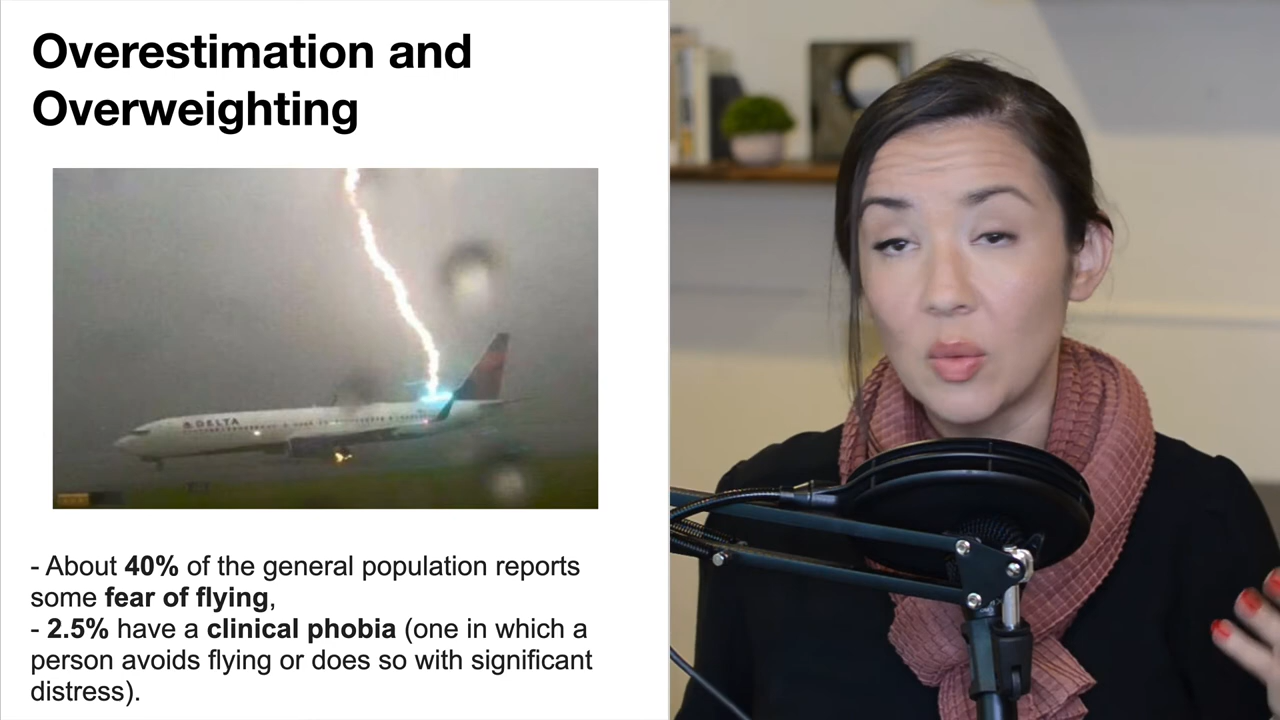 Overestimation and
Overweighting
DELTA
- About 40% of the general population reports
some fear of flying,
- 2.5% have a clinical phobia (one in which a
person avoids flying or does so with significant
distress).